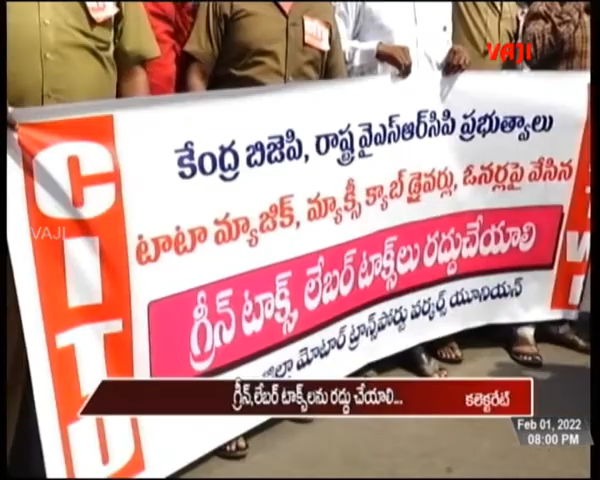 VAJI
కేంద్ర బిజెపి, రాష్ట్ర వైఎస్ఆర్‌సిపి ప్రభుత్వాలు
CITU
VAJI
టాటా మ్యాజిక్, మ్యాక్సీ క్యాబ్ డ్రైవర్లు, ఓనర్లపై వేసిన
గ్రీన్ టాక్స్, లేబర్ టాక్స్‌లు రద్దుచేయాలి
జిల్లా మోటార్ ట్రాన్స్‌పోర్టు వర్కర్స్ యూనియన్
గ్రీన్,లేబర్ టాక్స్‌లను రద్దు చేయాలి...
కలెక్టరేట్
Feb 01, 2022
08:00 PM